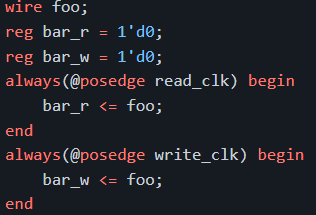 wire foo;
reg bar_r = 1'd0;
reg bar_w = 1'd0;
always(@posedge read_clk) begin
    bar_r <= foo;
end
always(@posedge write_clk) begin
    bar_w <= foo;
end